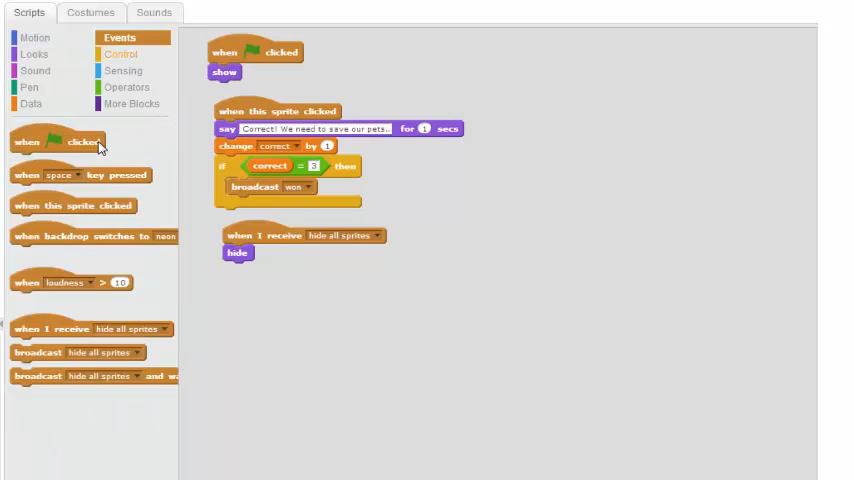 Scripts Costumes Sounds
Motion Events
Looks Control
Sound Sensing
Pen Operators
Data More Blocks
when clicked
when space key pressed
when this sprite clicked
when backdrop switches to neon
when loudness > 10
when I receive hide all sprites
broadcast hide all sprites
broadcast hide all sprites and wa
when clicked
show
when this sprite clicked
say Correct! We need to save our pets.. for 1 secs
change correct by 1
if correct = 3 then
broadcast won
when I receive hide all sprites
hide